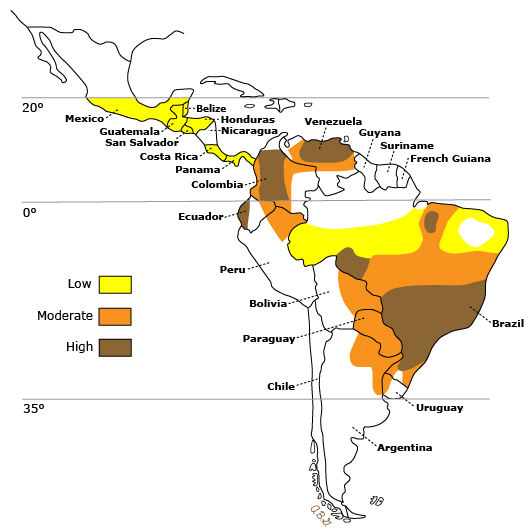 20°
Mexico
Belize
Honduras
Guatemala
Nicaragua
San Salvador
Costa Rica
Panama
Venezuela
Guyana
Suriname
French Guiana
Colombia
0°
Ecuador
Peru
Low
Bolivia
Moderate
Brazil
Paraguay
High
Chile
35°
Uruguay
Argentina